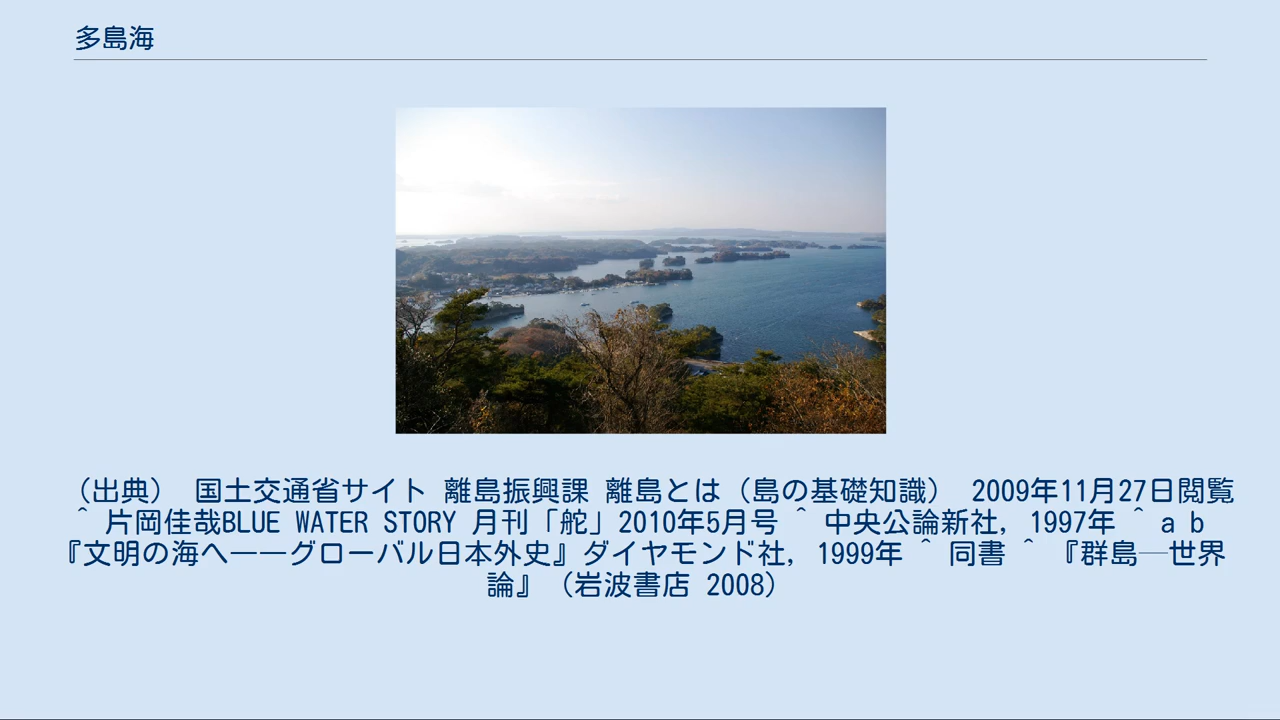 多島海
（出典） 国土交通省サイト 離島振興課 離島とは（島の基礎知識） 2009年11月27日閲覧
^ 片岡佳哉BLUE WATER STORY 月刊「舵」2010年5月号 ^ 中央公論新社, 1997年 ^ a b
『文明の海へ――グローバル日本外史』ダイヤモンド社, 1999年 ^ 同書 ^ 『群島─世界
論』（岩波書店 2008）